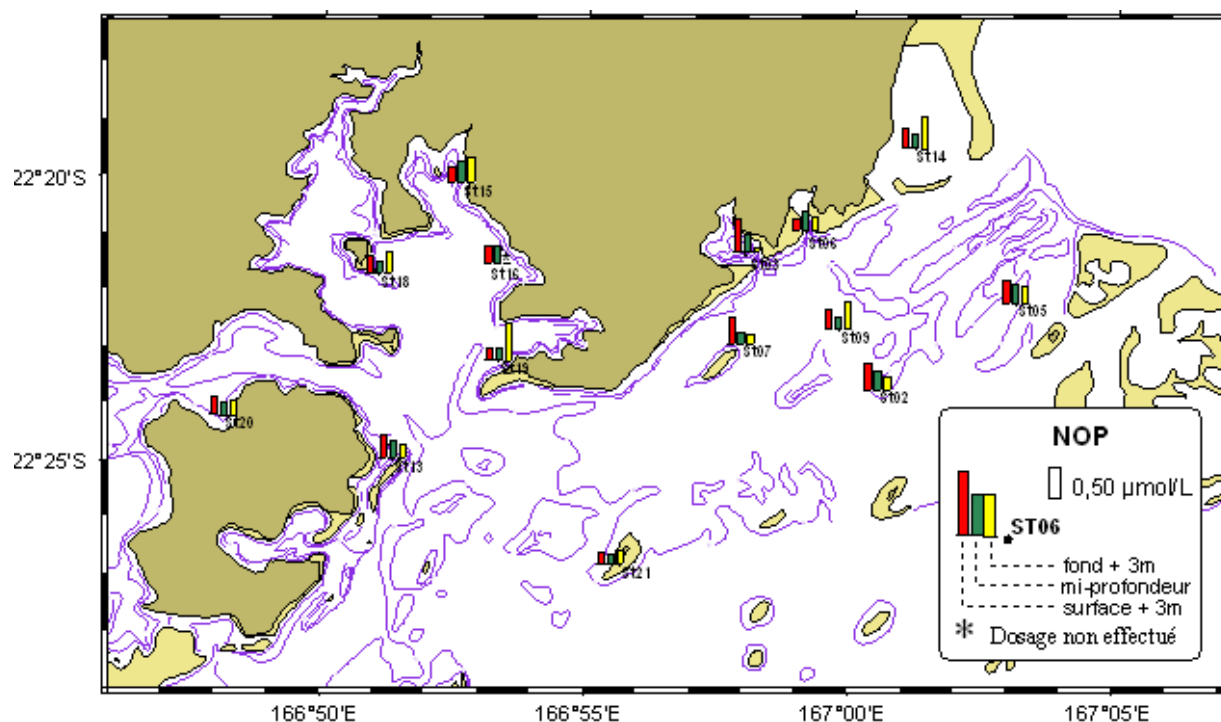 St14
22°20'S
St15
St06
St03
St16
St18
St05
St09
St07
St19
St02
St20
NOP
22°25'S
St13
0,50 µmol/L
ST06
fond + 3m
St21
mi-profondeur
surface + 3m
* Dosage non effectué
166°50'E 166°55'E 167°00'E 167°05'E